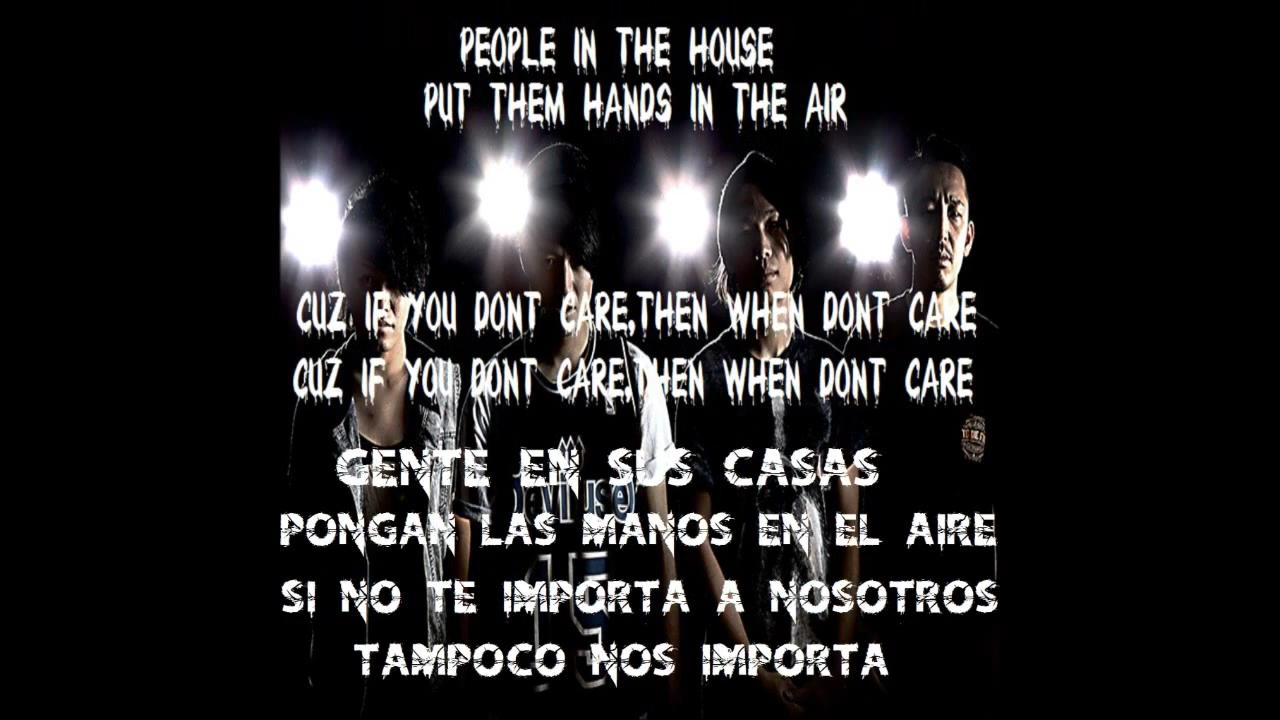 PEOPLE IN THE HOUSE
PUT THEM HANDS IN THE AIR
CUZ IF YOU DONT CARE,THEN WHEN DONT CARE
CUZ IF YOU DONT CARE,THEN WHEN DONT CARE
GENTE EN SUS CASAS
PONGAN LAS MANOS EN EL AIRE
SI NO TE IMPORTA A NOSOTROS
TAMPOCO NOS IMPORTA
15